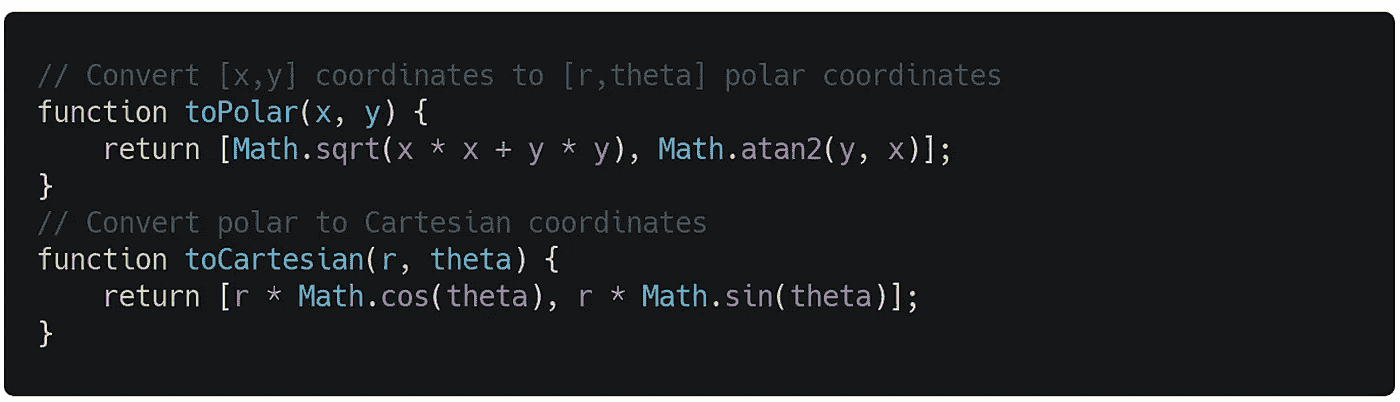 // Convert [x,y] coordinates to [r,theta] polar coordinates
function toPolar(x, y) {
    return [Math.sqrt(x * x + y * y), Math.atan2(y, x)];
}
// Convert polar to Cartesian coordinates
function toCartesian(r, theta) {
    return [r * Math.cos(theta), r * Math.sin(theta)];
}